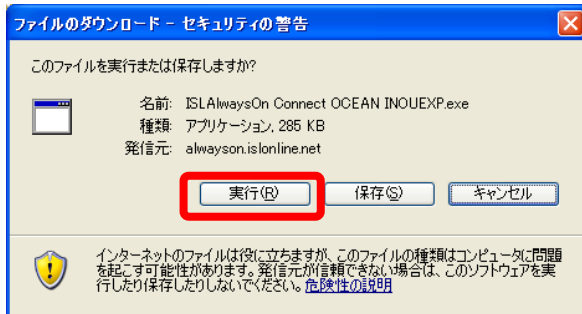 ファイルのダウンロード - セキュリティの警告
このファイルを実行または保存しますか?
名前: ISLAlwaysOn Connect OCEAN INOUEXP.exe
種類: アプリケーション, 285 KB
発信元: alwayson.islonline.net
実行(R) 保存(S) キャンセル
インターネットのファイルは役に立ちますが、このファイルの種類はコンピュータに問題
を起こす可能性があります。発信元が信頼できない場合は、このソフトウェアを実
行したり保存したりしないでください。危険性の説明